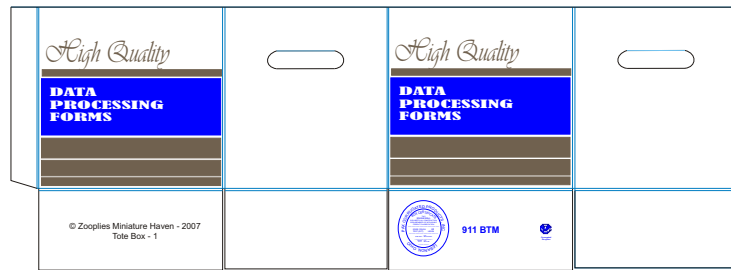 High Quality
DATA
PROCESSING
FORMS
High Quality
DATA
PROCESSING
FORMS
© Zooplies Miniature Haven - 2007
Tote Box - 1
911 BTM